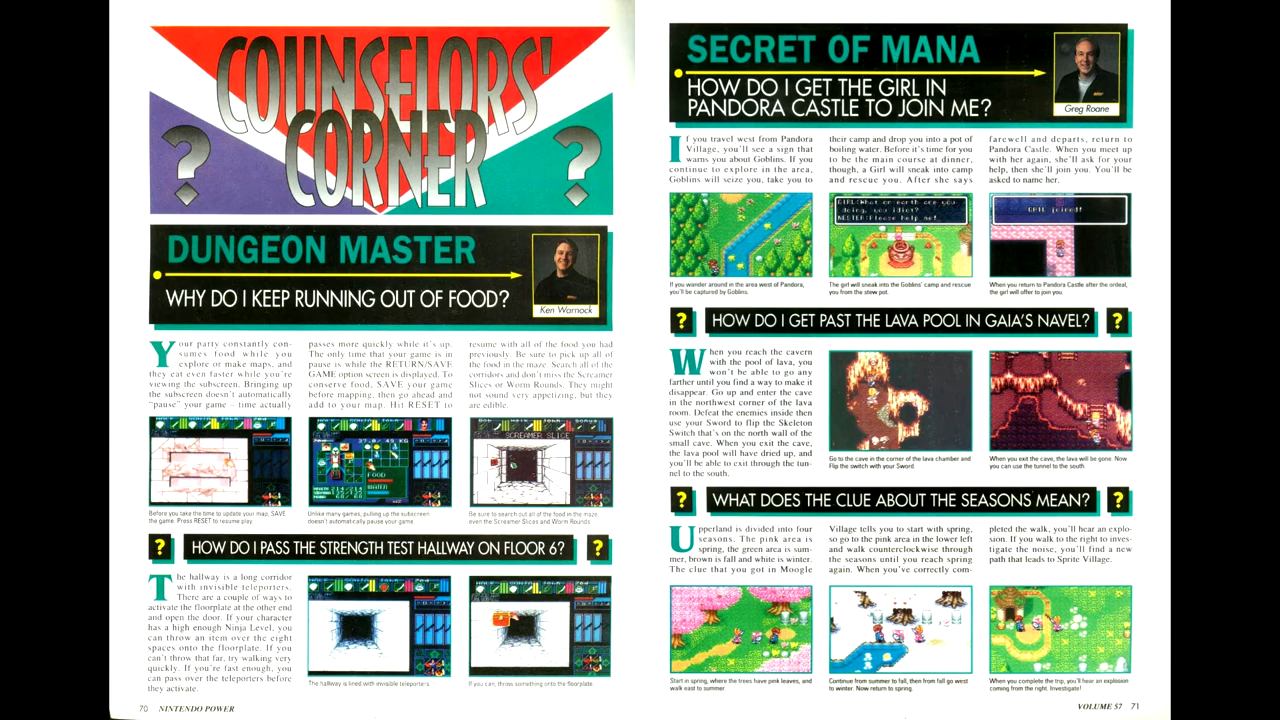 COUNSELORS'
CORNER
?
?
DUNGEON MASTER
WHY DO I KEEP RUNNING OUT OF FOOD?
Ken Warnock
Your party constantly con-
sumes food while you
explore or make maps, and
they eat even faster while you're
viewing the subscreen. Bringing up
the subscreen doesn't automatically
"pause" your game – time actually
passes more quickly while it's up.
The only time that your game is in
pause is while the RETURN/SAVE
GAME option screen is displayed. To
conserve food, SAVE your game
before mapping, then go ahead and
add to your map. Hit RESET to
resume with all of the food you had
previously. Be sure to pick up all of
the food in the maze. Search all of the
corridors and don't miss the Screamer
Slices or Worm Rounds. They might
not sound very appetizing, but they
are edible.
FOOD
WATER
SCREAMER SLICE
Before you take the time to update your map, SAVE
the game. Press RESET to resume play.
Unlike many games, pulling up the subscreen
doesn't automatically pause your game.
Be sure to search out all of the food in the maze,
even the Screamer Slices and Worm Rounds.
?
HOW DO I PASS THE STRENGTH TEST HALLWAY ON FLOOR 6?
?
The hallway is a long corridor
with invisible teleporters.
There are a couple of ways to
activate the floorplate at the other end
and open the door. If your character
has a high enough Ninja Level, you
can throw an item over the eight
spaces onto the floorplate. If you
can't throw that far, try walking very
quickly. If you're fast enough, you
can pass over the teleporters before
they activate.
The hallway is lined with invisible teleporters.
If you can, throw something onto the floorplate.
70 NINTENDO POWER
SECRET OF MANA
HOW DO I GET THE GIRL IN
PANDORA CASTLE TO JOIN ME?
Greg Roane
If you travel west from Pandora
Village, you'll see a sign that
warns you about Goblins. If you
continue to explore in the area,
Goblins will seize you, take you to
their camp and drop you into a pot of
boiling water. Before it's time for you
to be the main course at dinner,
though, a Girl will sneak into camp
and rescue you. After she says
farewell and departs, return to
Pandora Castle. When you meet up
with her again, she'll ask for your
help, then she'll join you. You'll be
asked to name her.
GIRL:What on earth are you
doing, you idiot?
NESTER:Please help me!
GIRL joined!
If you wander around in the area west of Pandora,
you'll be captured by Goblins.
The girl will sneak into the Goblins' camp and rescue
you from the stew pot.
When you return to Pandora Castle after the ordeal,
the girl will offer to join you.
?
HOW DO I GET PAST THE LAVA POOL IN GAIA'S NAVEL?
?
When you reach the cavern
with the pool of lava, you
won't be able to go any
farther until you find a way to make it
disappear. Go up and enter the cave
in the northwest corner of the lava
room. Defeat the enemies inside then
use your Sword to flip the Skeleton
Switch that's on the north wall of the
small cave. When you exit the cave,
the lava pool will have dried up, and
you'll be able to exit through the tun-
nel to the south.
Go to the cave in the corner of the lava chamber and
Flip the switch with your Sword.
When you exit the cave, the lava will be gone. Now
you can use the tunnel to the south.
?
WHAT DOES THE CLUE ABOUT THE SEASONS MEAN?
?
Upperland is divided into four
seasons. The pink area is
spring, the green area is sum-
mer, brown is fall and white is winter.
The clue that you got in Moogle
Village tells you to start with spring,
so go to the pink area in the lower left
and walk counterclockwise through
the seasons until you reach spring
again. When you've correctly com-
pleted the walk, you'll hear an explo-
sion. If you walk to the right to inves-
tigate the noise, you'll find a new
path that leads to Sprite Village.
Start in spring, where the trees have pink leaves, and
walk east to summer.
Continue from summer to fall, then from fall go west
to winter. Now return to spring.
When you complete the trip, you'll hear an explosion
coming from the right. Investigate!
VOLUME 57 71